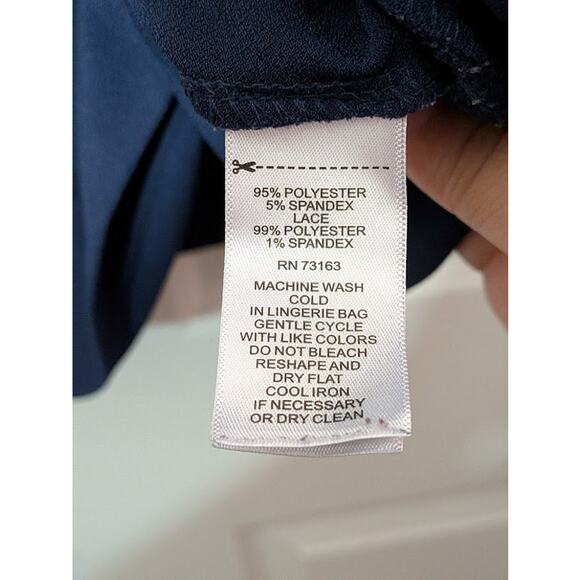 95% POLYESTER
5% SPANDEX
LACE
99% POLYESTER
1% SPANDEX
RN 73163
MACHINE WASH
COLD
IN LINGERIE BAG
GENTLE CYCLE
WITH LIKE COLORS
DO NOT BLEACH
RESHAPE AND
DRY FLAT
COOL IRON
IF NECESSARY
OR DRY CLEAN